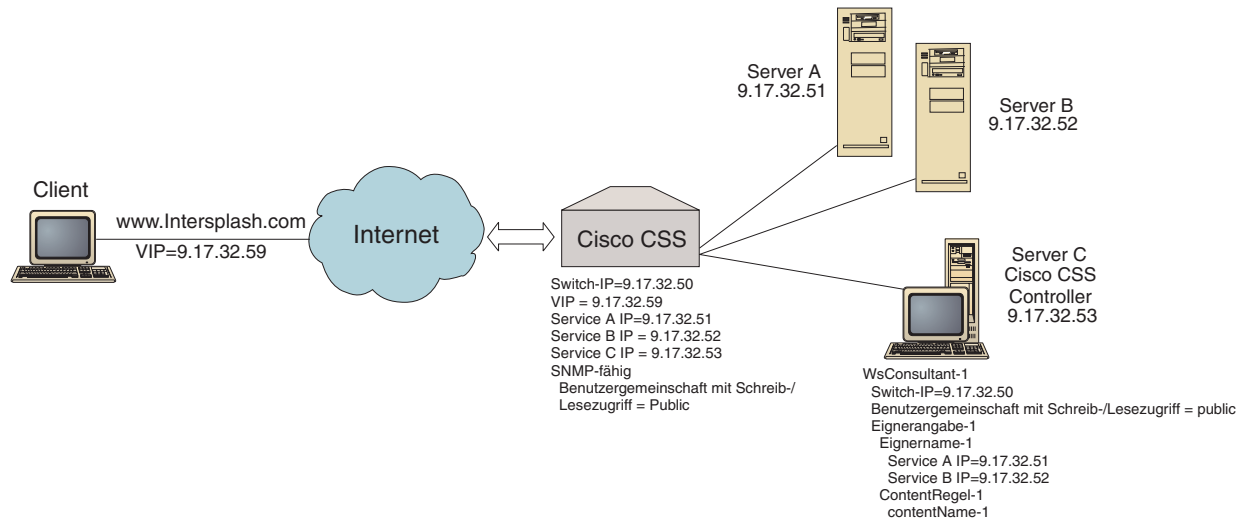 Client
www.Intersplash.com
VIP=9.17.32.59
Internet
Cisco CSS
Switch-IP=9.17.32.50
VIP = 9.17.32.59
Service A IP=9.17.32.51
Service B IP = 9.17.32.52
Service C IP = 9.17.32.53
SNMP-fähig
Benutzergemeinschaft mit Schreib-/
Lesezugriff = Public
Server A
9.17.32.51
Server B
9.17.32.52
Server C
Cisco CSS
Controller
9.17.32.53
WsConsultant-1
Switch-IP=9.17.32.50
Benutzergemeinschaft mit Schreib-/Lesezugriff = public
Eignerangabe-1
Eignername-1
Service A IP=9.17.32.51
Service B IP=9.17.32.52
ContentRegel-1
contentName-1